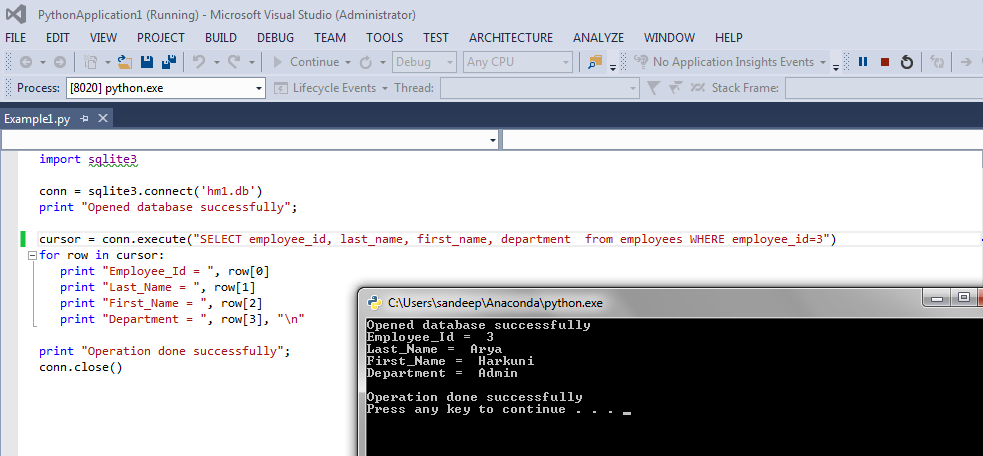 PythonApplication1 (Running) - Microsoft Visual Studio (Administrator)
FILE EDIT VIEW PROJECT BUILD DEBUG TEAM TOOLS TEST ARCHITECTURE ANALYZE WINDOW HELP
Continue Debug Any CPU No Application Insights Events
Process: [8020] python.exe Lifecycle Events Thread: Stack Frame:
Example1.py
import sqlite3
conn = sqlite3.connect('hm1.db')
print "Opened database successfully";
cursor = conn.execute("SELECT employee_id, last_name, first_name, department  from employees WHERE employee_id=3")
for row in cursor:
print "Employee_Id = ", row[0]
print "Last_Name = ", row[1]
print "First_Name = ", row[2]
print "Department = ", row[3], "\n"
print "Operation done successfully";
conn.close()
C:\Users\sandeep\Anaconda\python.exe
Opened database successfully
Employee_Id =  3
Last_Name =  Arya
First_Name =  Harkuni
Department =  Admin
Operation done successfully
Press any key to continue . . . _